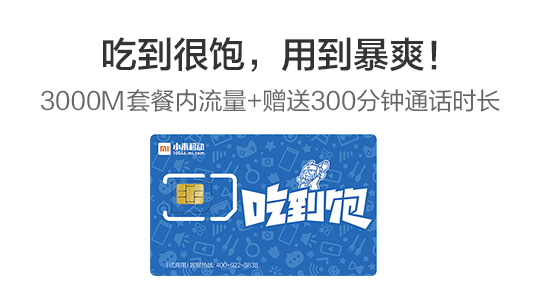 吃到很饱，用到暴爽！
3000M套餐内流量+赠送300分钟通话时长
小米移动
10046.mi.com
吃到饱
(试商用)客服热线: 400-922-3838